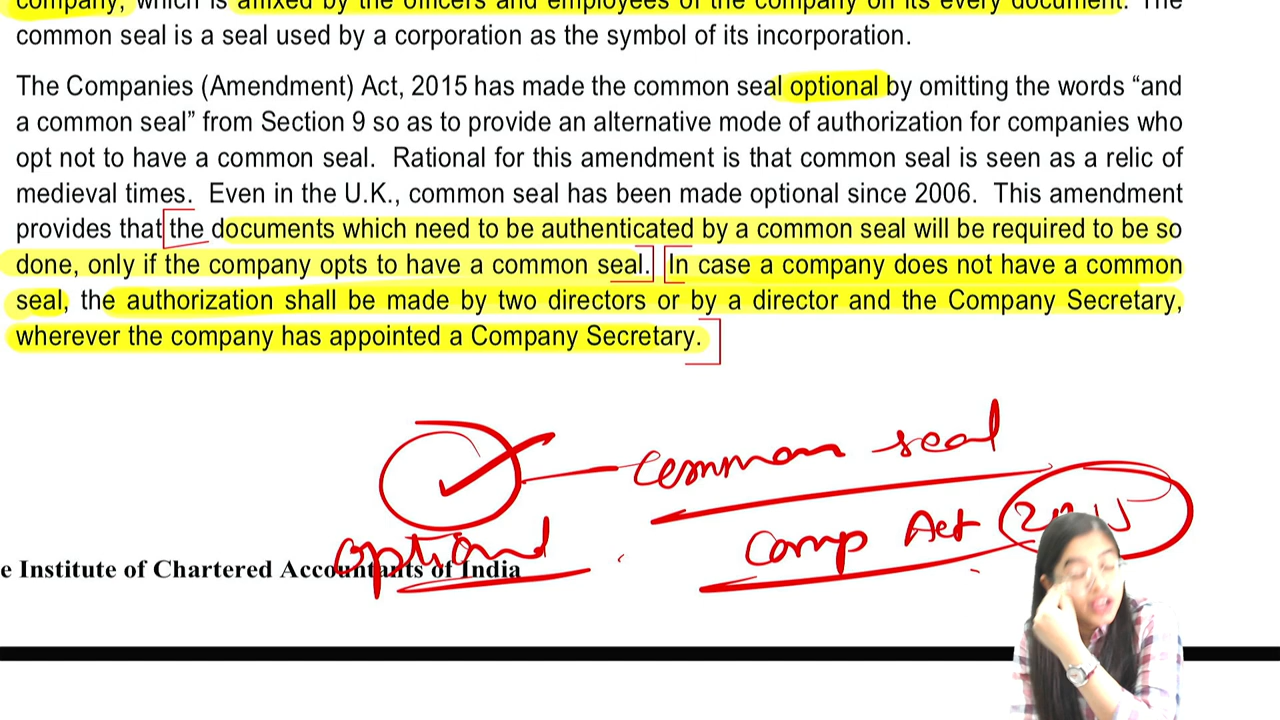 company, which is affixed by the officers and employees of the company on its every document. The
common seal is a seal used by a corporation as the symbol of its incorporation.
The Companies (Amendment) Act, 2015 has made the common seal optional by omitting the words “and
a common seal” from Section 9 so as to provide an alternative mode of authorization for companies who
opt not to have a common seal. Rational for this amendment is that common seal is seen as a relic of
medieval times. Even in the U.K., common seal has been made optional since 2006. This amendment
provides that the documents which need to be authenticated by a common seal will be required to be so
done, only if the company opts to have a common seal. In case a company does not have a common
seal, the authorization shall be made by two directors or by a director and the Company Secretary,
wherever the company has appointed a Company Secretary.
common seal
Comp Act
optional
e Institute of Chartered Accountants of India